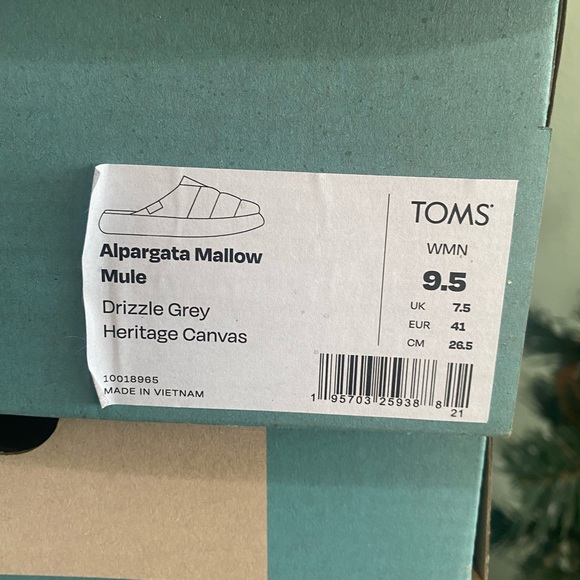 Alpargata Mallow
Mule
Drizzle Grey
Heritage Canvas
10018965
MADE IN VIETNAM
TOMS
WMN
9.5
UK 7.5
EUR 41
CM 26.5
1 95703 25938 8
21